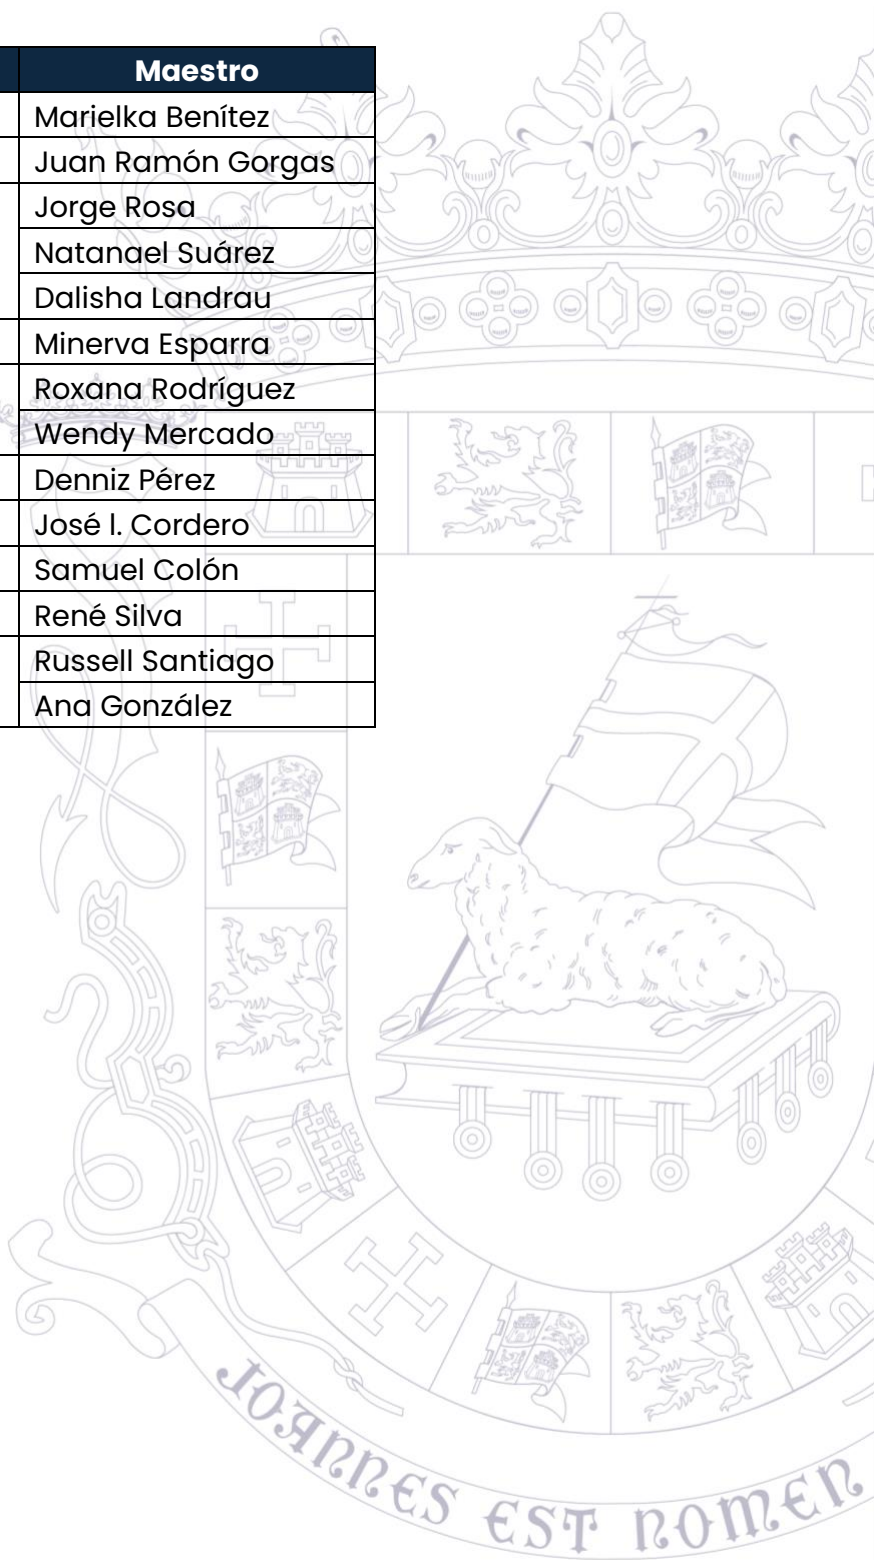 Maestro
Marielka Benítez
Juan Ramón Gorgas
Jorge Rosa
Natanael Suárez
Dalisha Landrau
Minerva Esparra
Roxana Rodríguez
Wendy Mercado
Denniz Pérez
José l. Cordero
Samuel Colón
René Silva
Russell Santiago
Ana González
JOANNES EST NOMEN